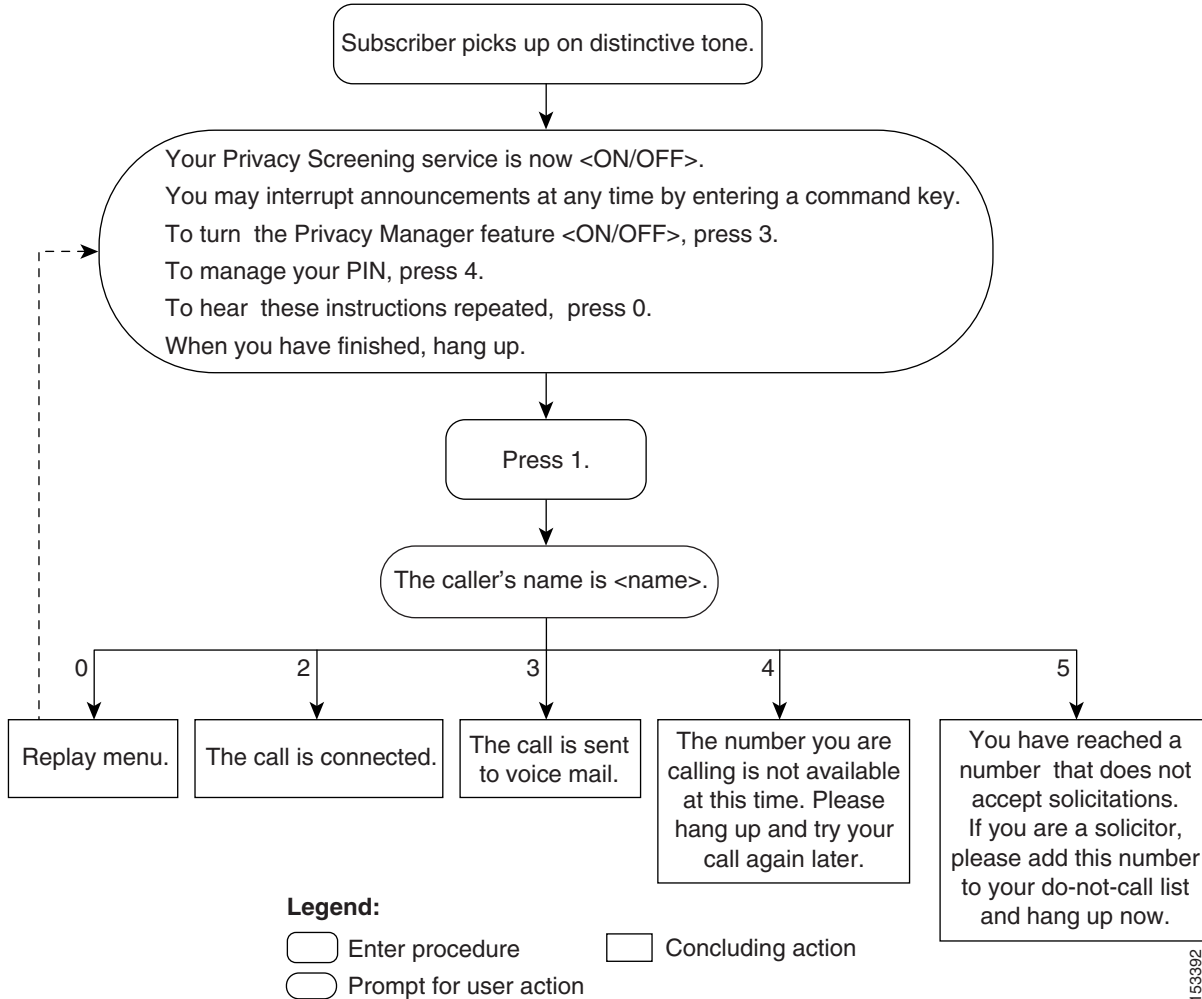 Subscriber picks up on distinctive tone.
Your Privacy Screening service is now <ON/OFF>.
You may interrupt announcements at any time by entering a command key.
To turn the Privacy Manager feature <ON/OFF>, press 3.
To manage your PIN, press 4.
To hear these instructions repeated, press 0.
When you have finished, hang up.
Press 1.
The caller's name is <name>.
0
2
3
4
5
Replay menu.
The call is connected.
The call is sent
to voice mail.
The number you are
calling is not available
at this time. Please
hang up and try your
call again later.
You have reached a
number that does not
accept solicitations.
If you are a solicitor,
please add this number
to your do-not-call list
and hang up now.
Legend:
Enter procedure
Concluding action
Prompt for user action
153392